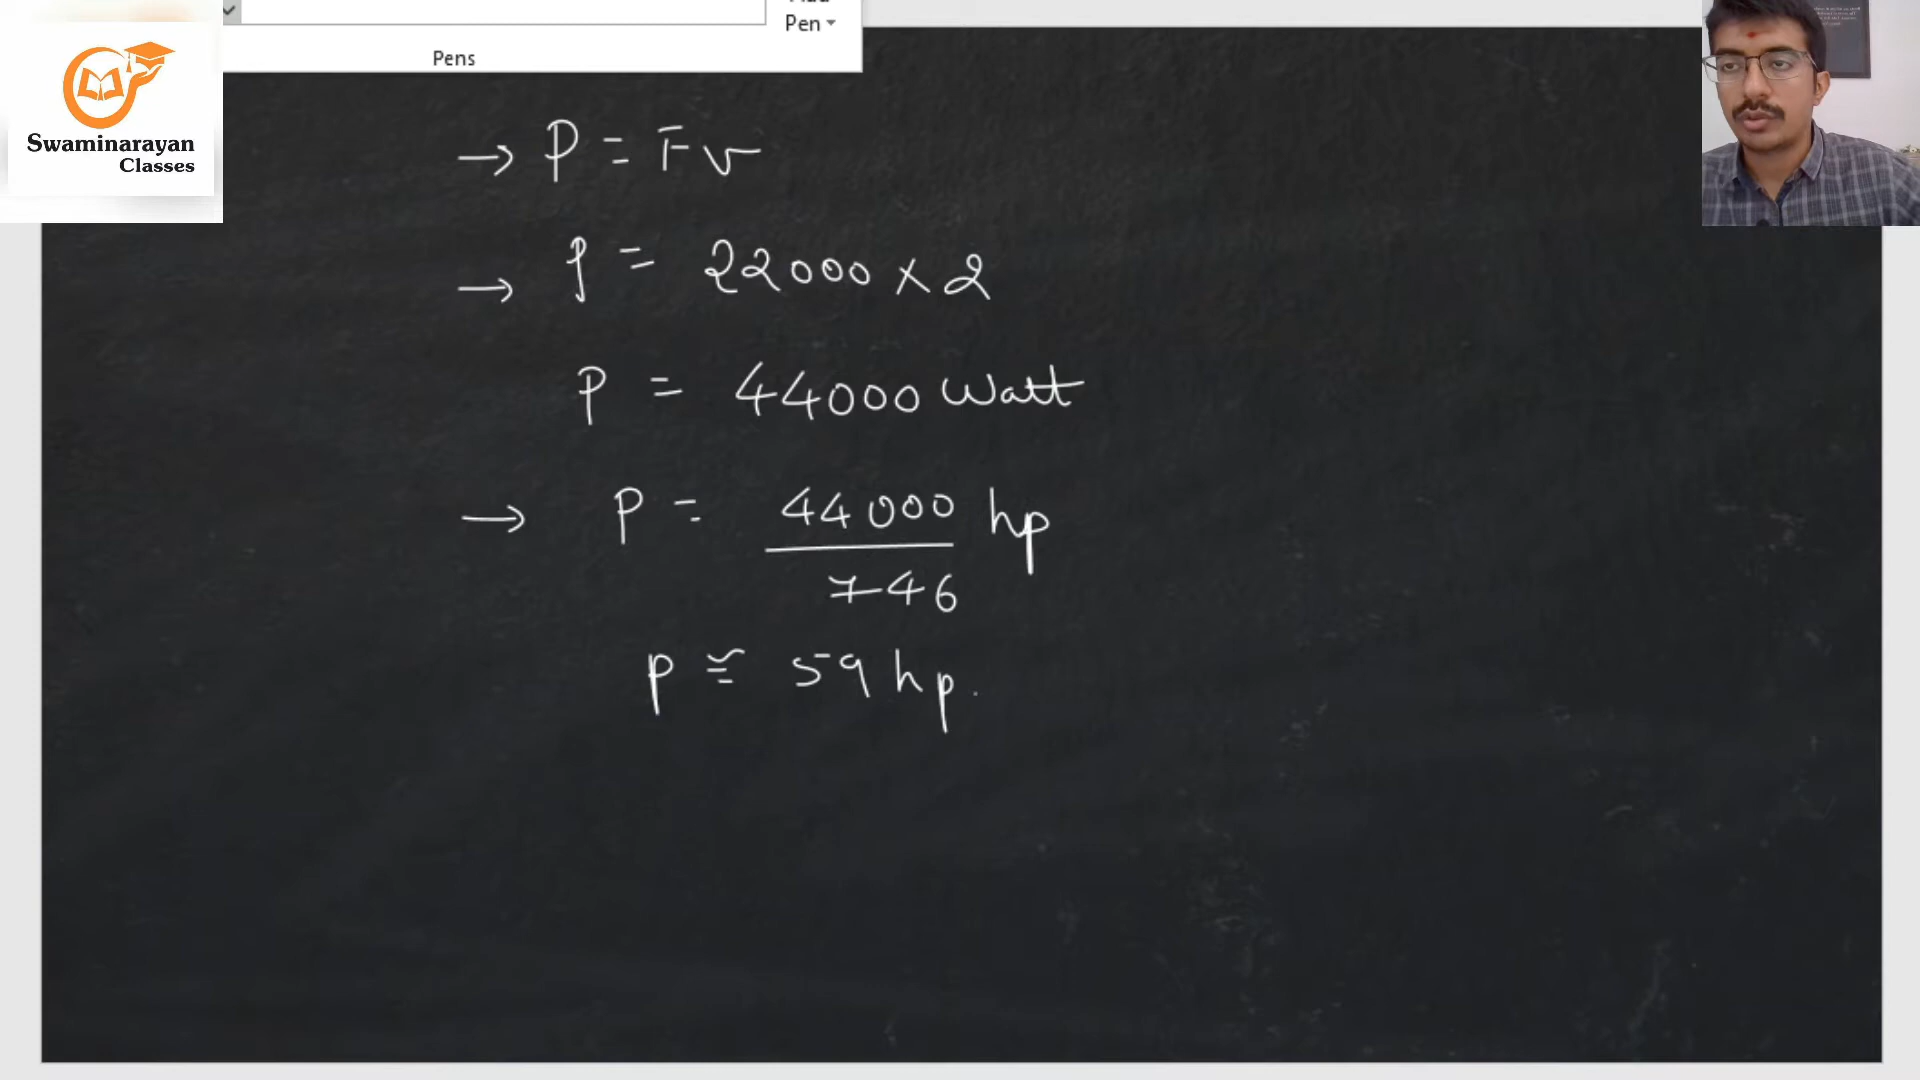 Pen
Pens
Swaminarayan
Classes
→ P = Fv
→ P = 22000 × 2
P = 44000 Watt
→ P = 44000 hp
746
P ≅ 59 hp.